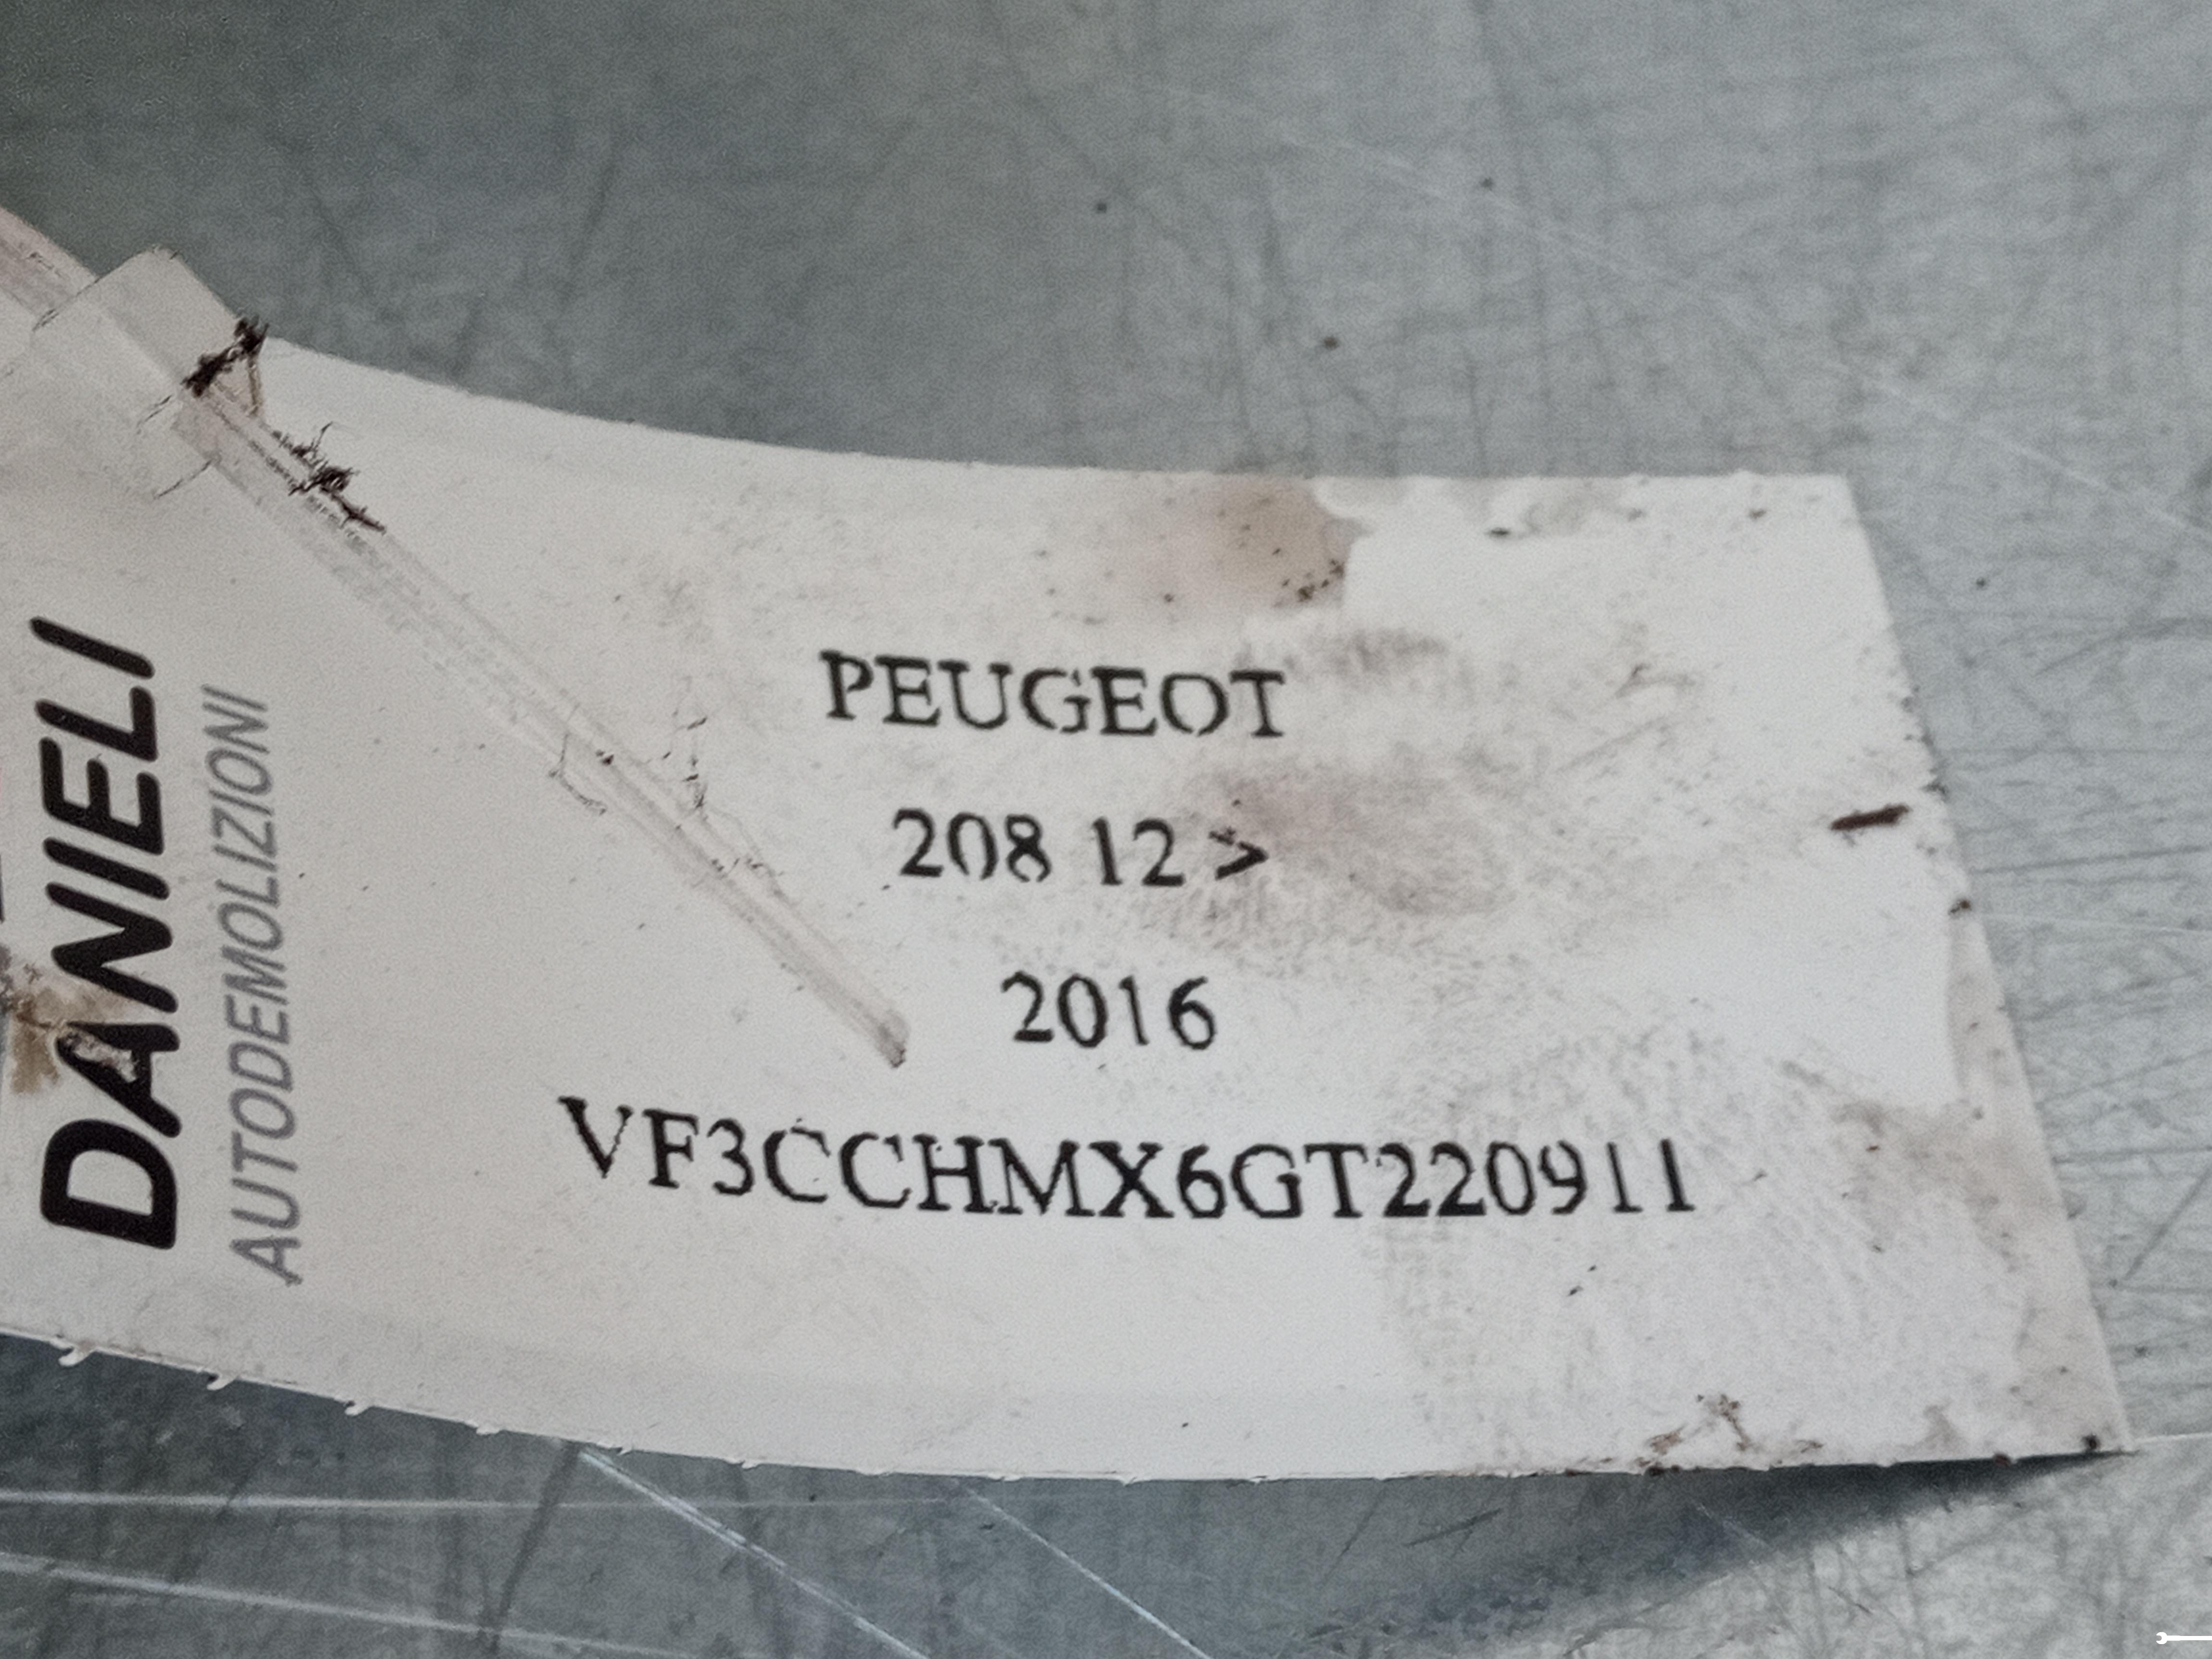 DANIELI
AUTODEMOLIZIONI
PEUGEOT
208 12 >
2016
VF3CCHMX6GT220911